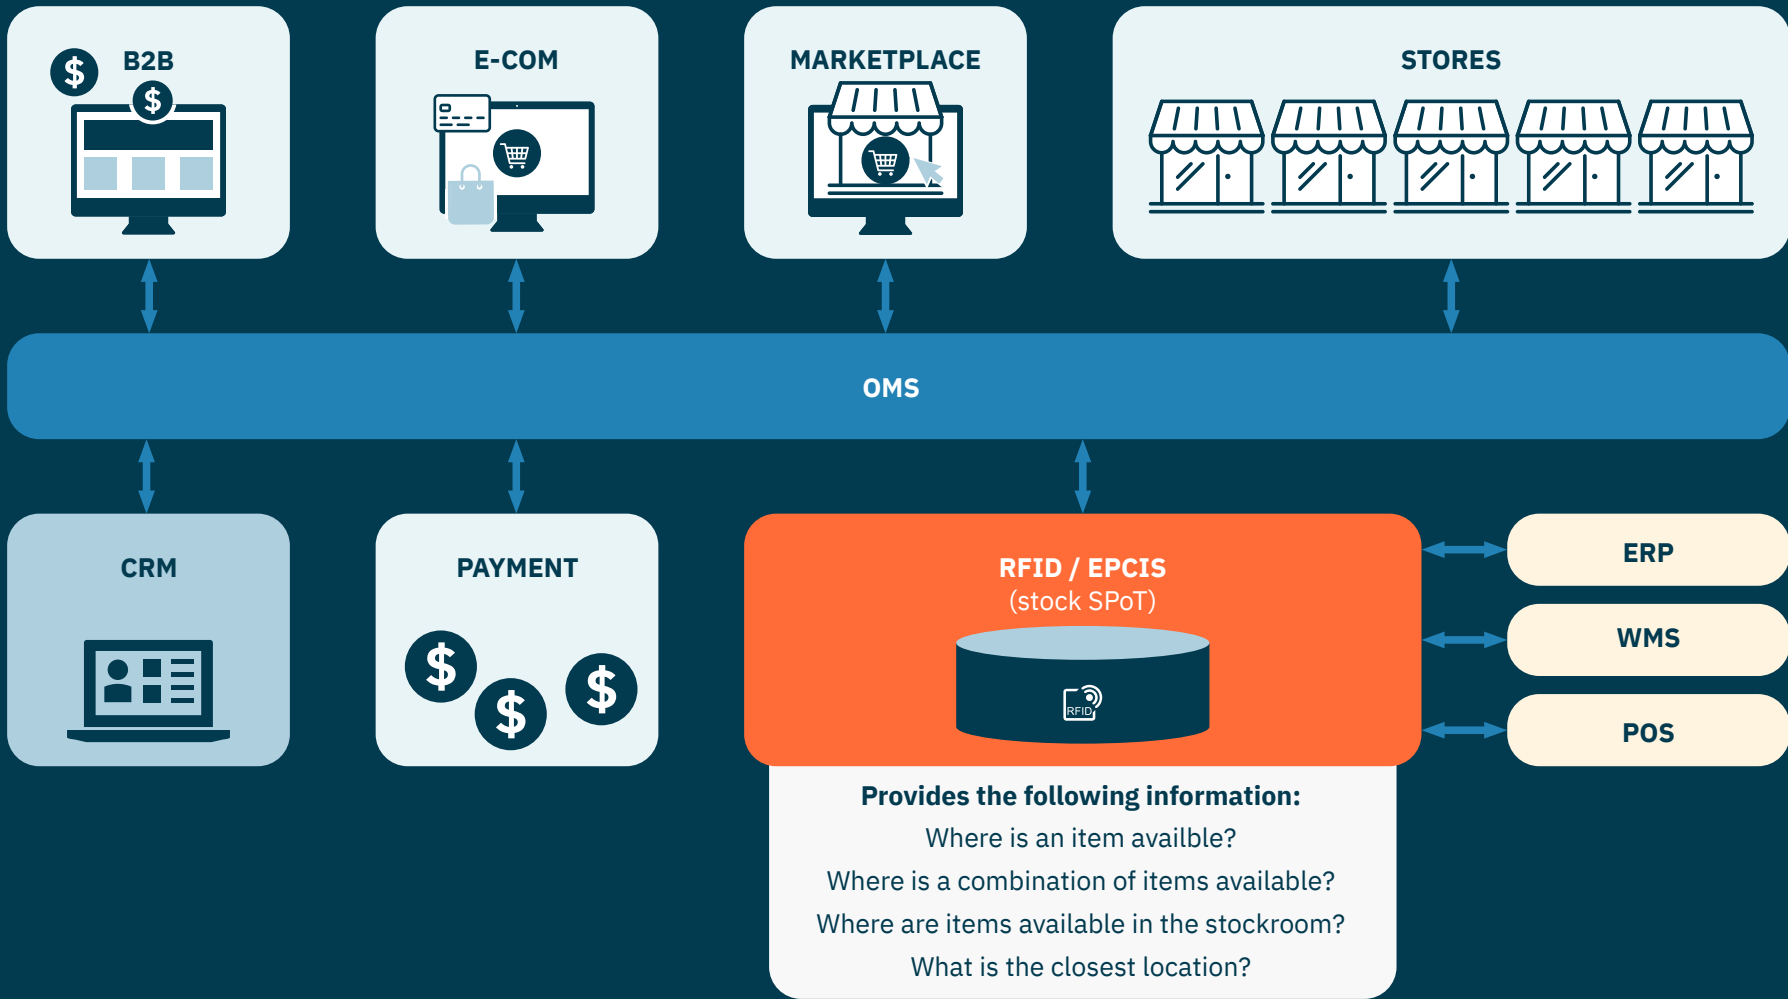 B2B
$
$
E-COM
MARKETPLACE
STORES
OMS
CRM
PAYMENT
$
$
$
RFID / EPCIS
(stock SPoT)
RFID
ERP
WMS
POS
Provides the following information:
Where is an item availble?
Where is a combination of items available?
Where are items available in the stockroom?
What is the closest location?